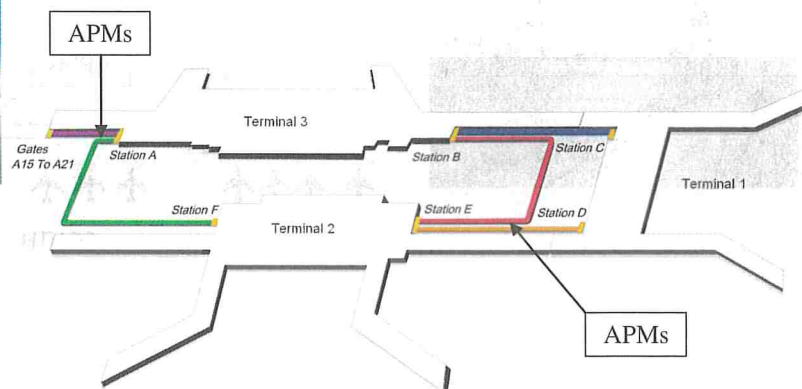 APMs
Terminal 3
Gates
A15 To A21
Station A
Station B
Station C
Terminal 1
Station F
Station E
Station D
Terminal 2
APMs